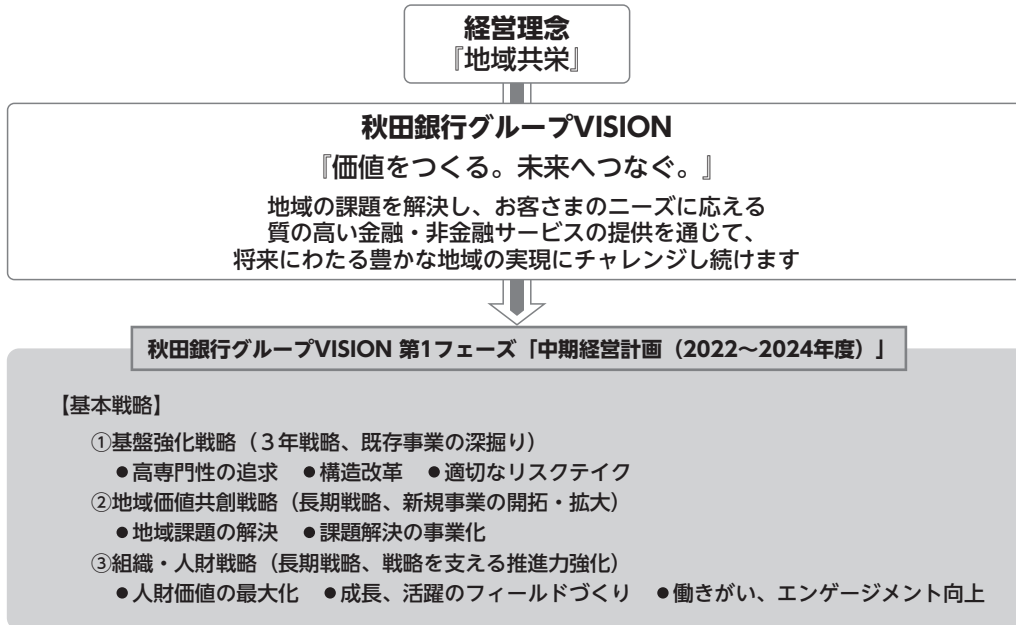 経営理念
『地域共栄』
秋田銀行グループVISION
『価値をつくる。未来へつなぐ。』
地域の課題を解決し、お客さまのニーズに応える
質の高い金融・非金融サービスの提供を通じて、
将来にわたる豊かな地域の実現にチャレンジし続けます
秋田銀行グループVISION 第1フェーズ「中期経営計画（2022～2024年度）」
【基本戦略】
①基盤強化戦略（３年戦略、既存事業の深掘り）
●高専門性の追求 ●構造改革 ●適切なリスクテイク
②地域価値共創戦略（長期戦略、新規事業の開拓・拡大）
●地域課題の解決 ●課題解決の事業化
③組織・人財戦略（長期戦略、戦略を支える推進力強化）
●人財価値の最大化 ●成長、活躍のフィールドづくり ●働きがい、エンゲージメント向上